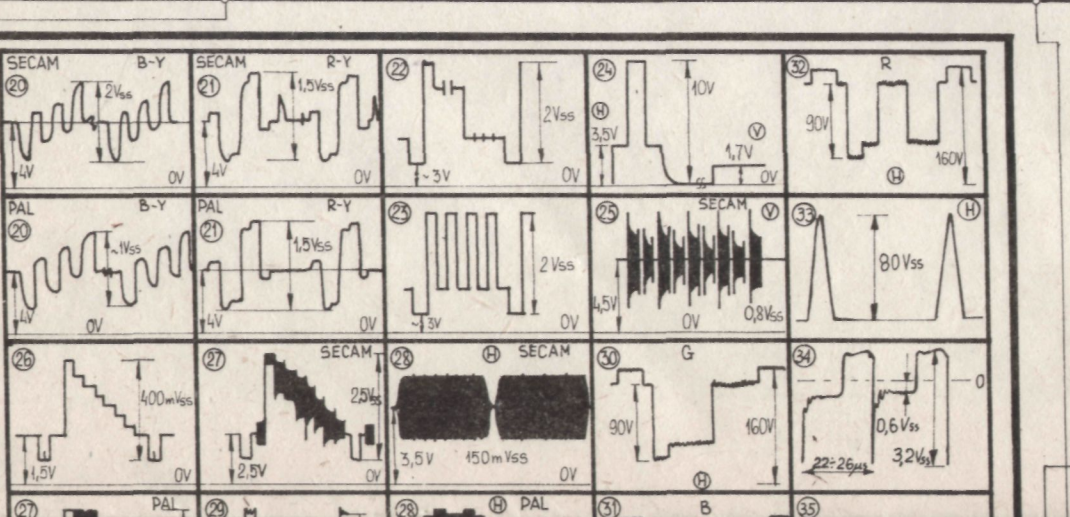 SECAM B-Y
20
2Vss
4V
0V
SECAM R-Y
21
1,5Vss
4V
0V
22
2Vss
~3V
0V
24
H
3,5V
10V
V
1,7V
0V
32 R
90V
160V
H
PAL B-Y
20
~1Vss
4V
0V
PAL R-Y
21
1,5Vss
4V
0V
23
2Vss
~3V
0V
25 SECAM V
4,5V
0V
0,8Vss
33 H
80Vss
26
400mVss
1,5V
0V
27 SECAM
2,5Vss
2,5V
0V
28 H SECAM
3,5V 150mVss
0V
30 G
90V
160V
H
34
0
0,6Vss
22÷26µs
3,2Vss
27 PAL
29
28 H PAL
31 B
35